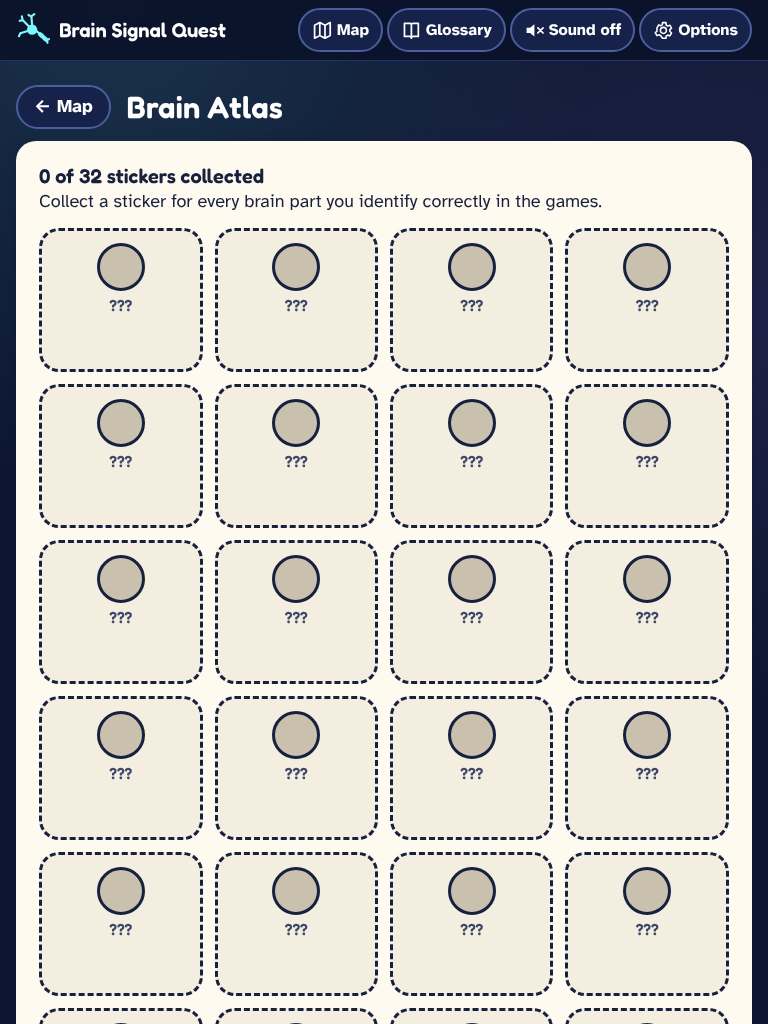 Brain Signal Quest
Map
Glossary
Sound off
Options
Map
Brain Atlas
0 of 32 stickers collected
Collect a sticker for every brain part you identify correctly in the games.
??? ??? ??? ???
??? ??? ??? ???
??? ??? ??? ???
??? ??? ??? ???
??? ??? ??? ???